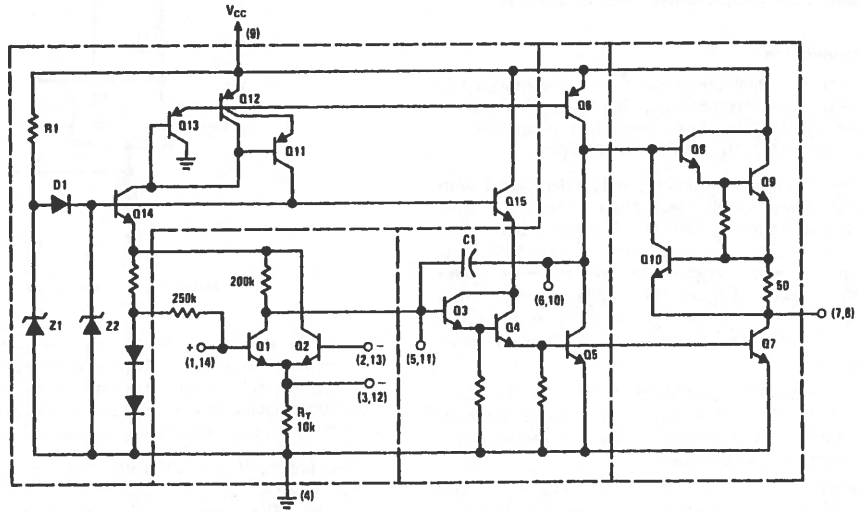 VCC
(9)
Q12
Q6
Q13
R1
Q11
Q8
Q9
D1
Q14
Q15
C1
Q10
200k
(6,10)
50
250k
Q3
Q4
(7,8)
Z1
Z2
+
Q1
Q2
−
Q5
Q7
(1,14)
(2,13)
(5,11)
−
(3,12)
RT
10k
(4)